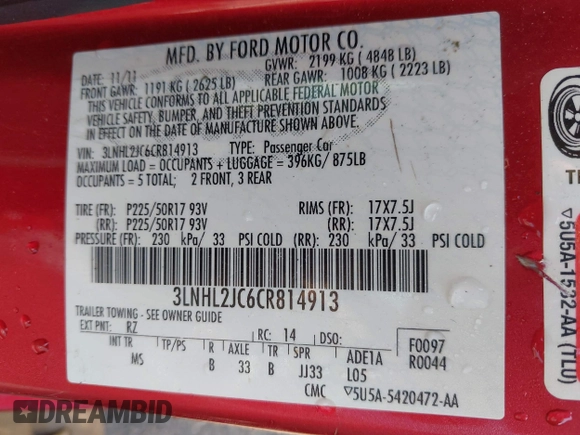 MFD. BY FORD MOTOR CO.
DATE: 11/11 GVWR: 2199 KG ( 4848 LB)
FRONT GAWR: 1191 KG ( 2625 LB) REAR GAWR: 1008 KG ( 2223 LB)
THIS VEHICLE CONFORMS TO ALL APPLICABLE FEDERAL MOTOR
VEHICLE SAFETY, BUMPER, AND THEFT PREVENTION STANDARDS
IN EFFECT ON THE DATE OF MANUFACTURE SHOWN ABOVE.
VIN: 3LNHL2JC6CR814913 TYPE: Passenger Car
MAXIMUM LOAD = OCCUPANTS + LUGGAGE = 396KG/ 875LB
OCCUPANTS = 5 TOTAL; 2 FRONT, 3 REAR
TIRE (FR): P225/50R17 93V RIMS (FR): 17X7.5J
(RR): P225/50R17 93V (RR): 17X7.5J
PRESSURE (FR): 230 kPa/ 33 PSI COLD (RR): 230 kPa/ 33 PSI COLD
3LNHL2JC6CR814913
TRAILER TOWING - SEE OWNER GUIDE
EXT PNT: RZ RC: 14 DSO: F0097
INT TR TP/PS R AXLE TR SPR ADE1A R0044
MS B 33 B JJ33 L05
CMC 5U5A-5420472-AA
5U5A-1532-AA (TL0)
DREAMBID